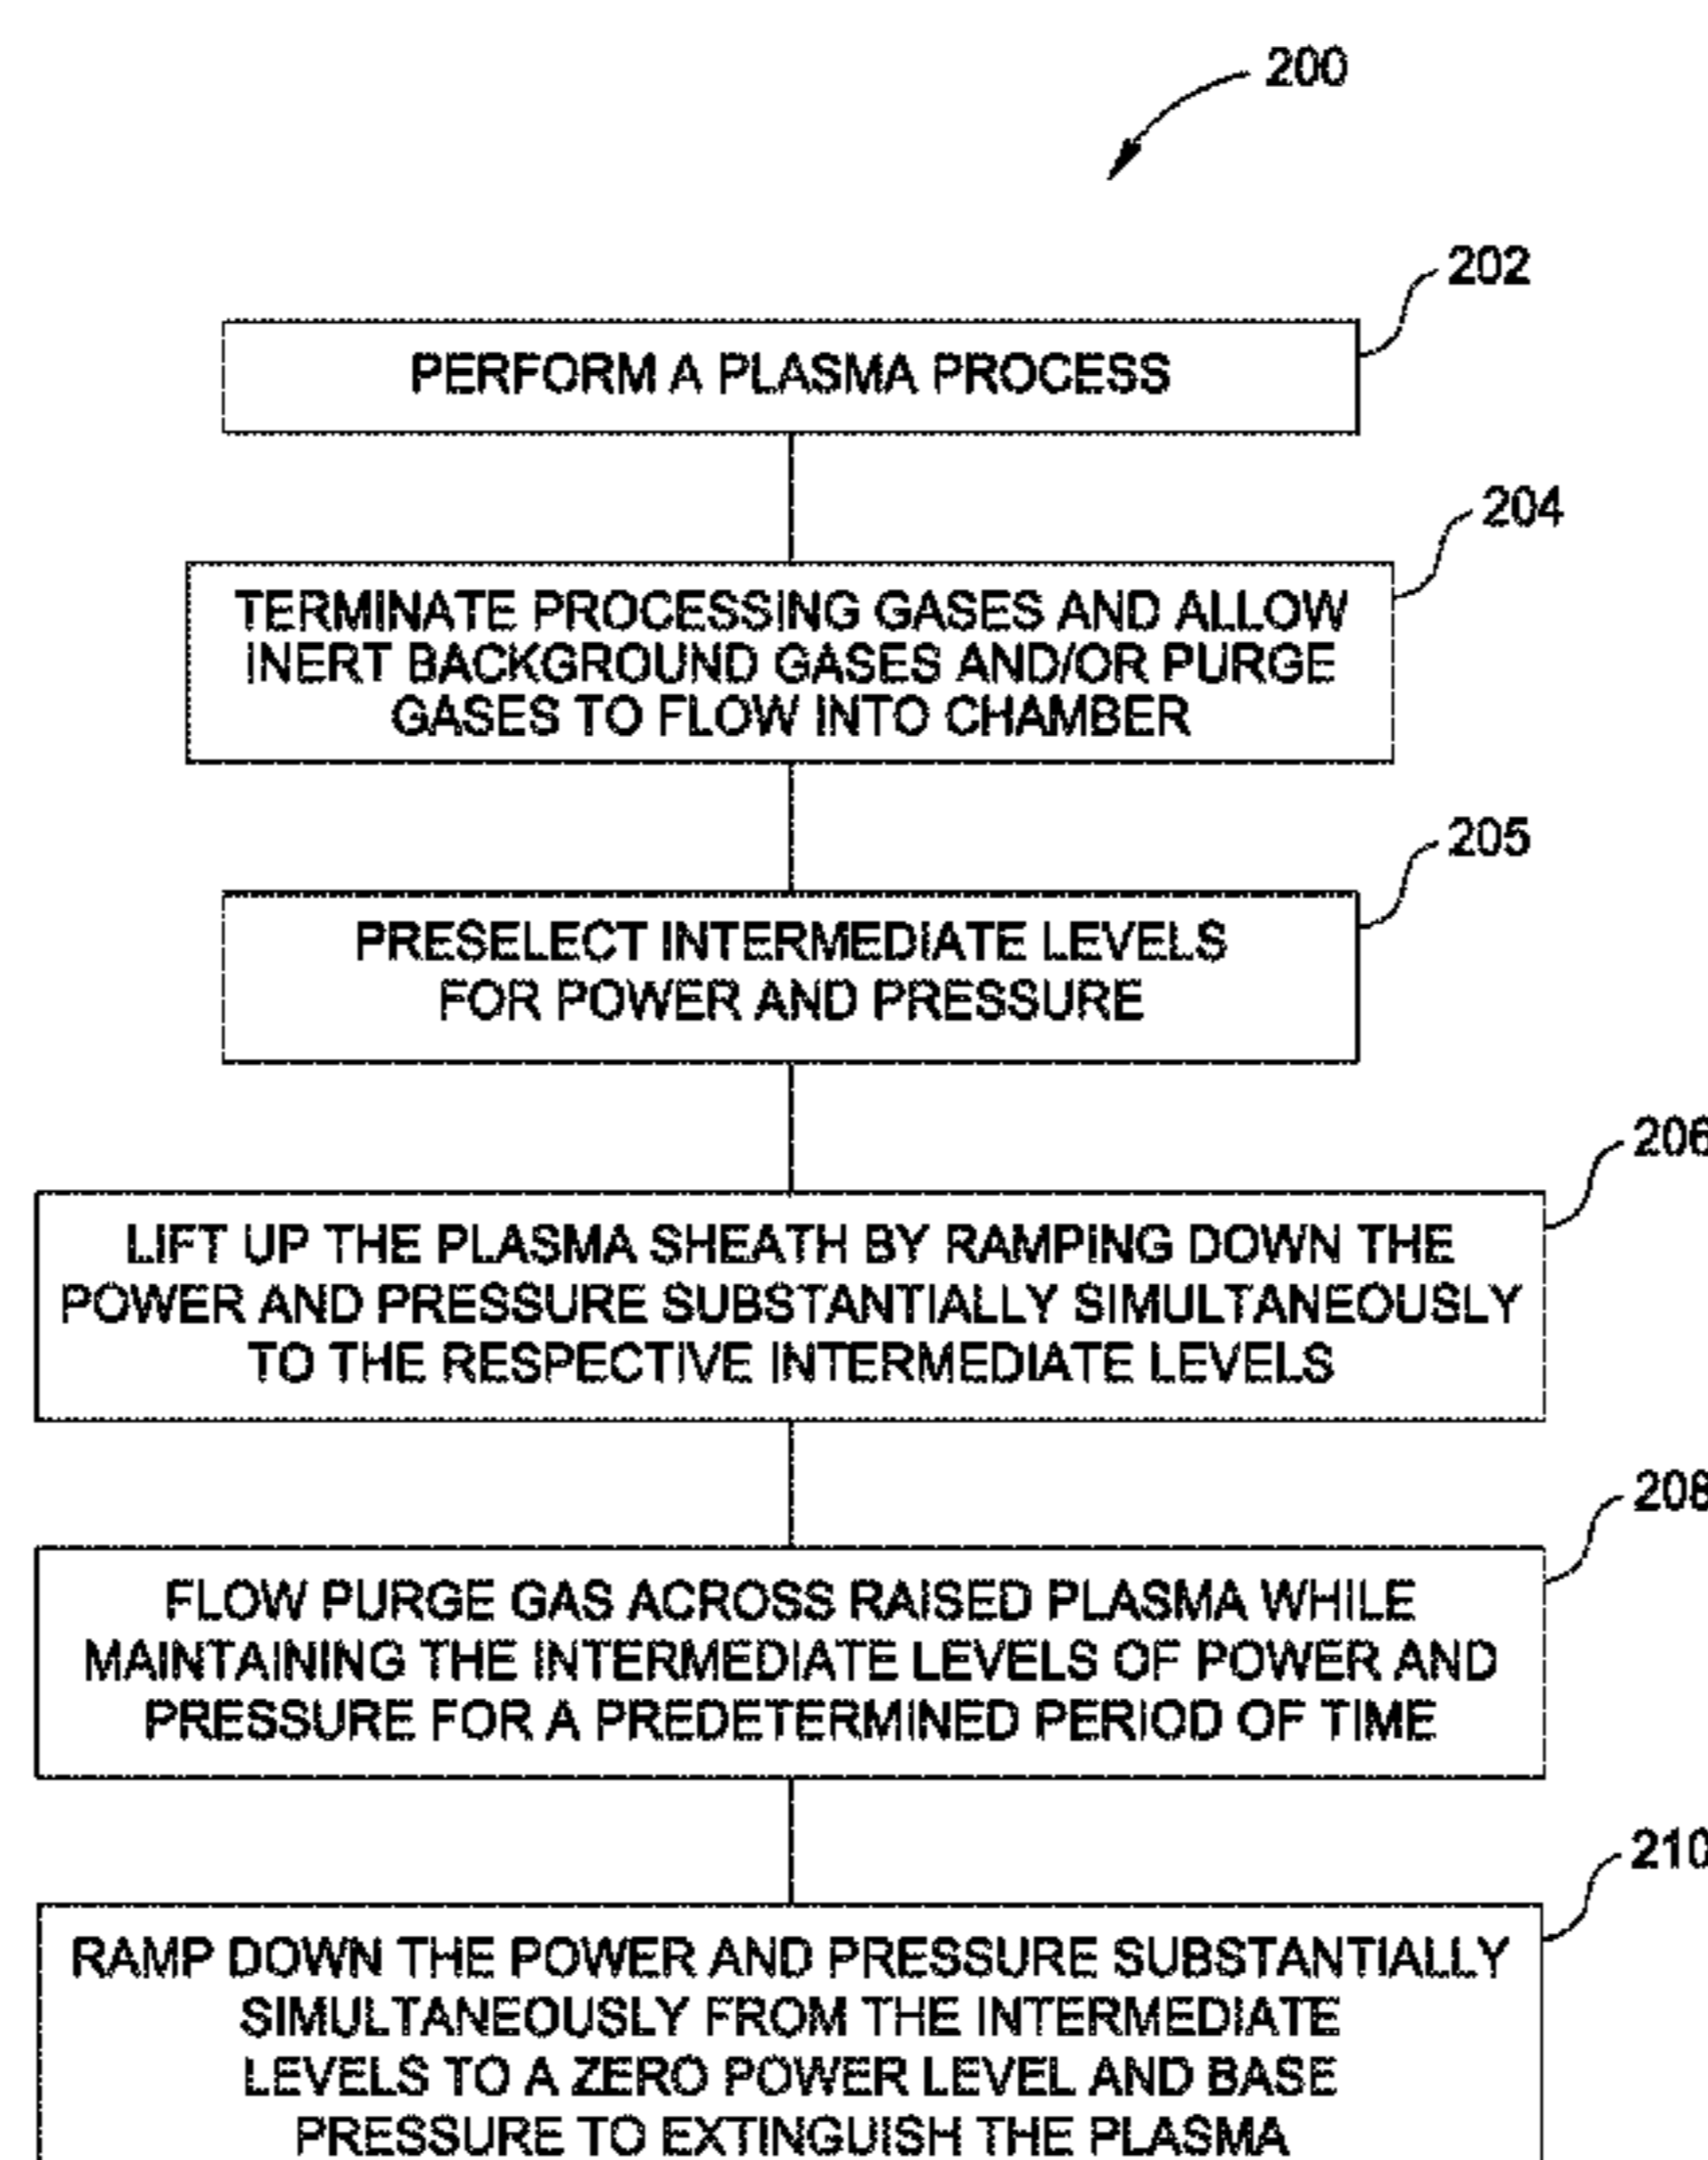 200
202
PERFORM A PLASMA PROCESS
204
TERMINATE PROCESSING GASES AND ALLOW
INERT BACKGROUND GASES AND/OR PURGE
GASES TO FLOW INTO CHAMBER
205
PRESELECT INTERMEDIATE LEVELS
FOR POWER AND PRESSURE
206
LIFT UP THE PLASMA SHEATH BY RAMPING DOWN THE
POWER AND PRESSURE SUBSTANTIALLY SIMULTANEOUSLY
TO THE RESPECTIVE INTERMEDIATE LEVELS
208
FLOW PURGE GAS ACROSS RAISED PLASMA WHILE
MAINTAINING THE INTERMEDIATE LEVELS OF POWER AND
PRESSURE FOR A PREDETERMINED PERIOD OF TIME
210
RAMP DOWN THE POWER AND PRESSURE SUBSTANTIALLY
SIMULTANEOUSLY FROM THE INTERMEDIATE
LEVELS TO A ZERO POWER LEVEL AND BASE
PRESSURE TO EXTINGUISH THE PLASMA